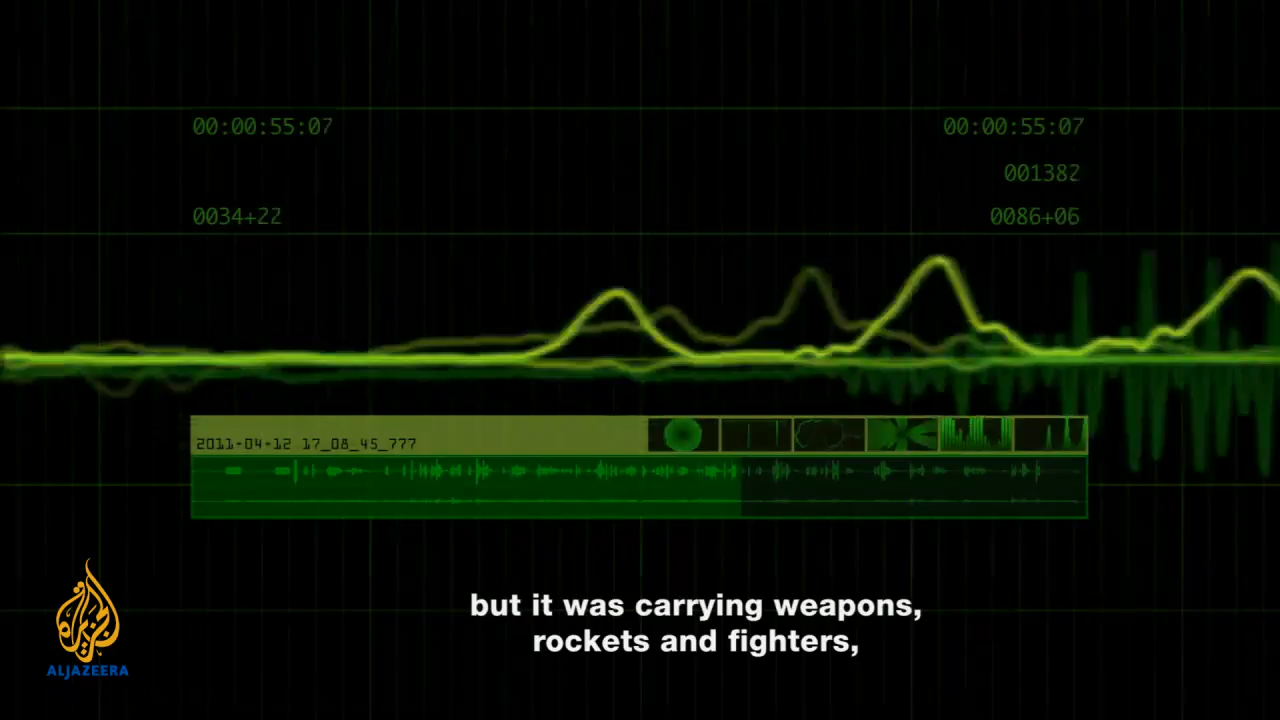 00:00:55:07
00:00:55:07
001382
0034+22
0086+06
2011-04-12 17_08_45_777
but it was carrying weapons,
rockets and fighters,
الجزيرة
ALJAZEERA